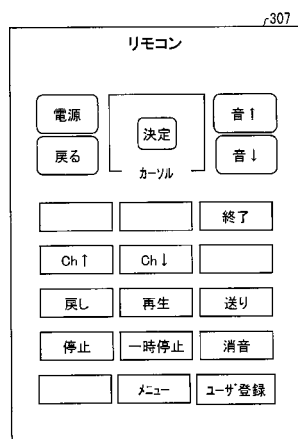 307
リモコン
電源
決定
音↑
戻る
音↓
カーソル
終了
Ch↑
Ch↓
戻し
再生
送り
停止
一時停止
消音
メニュー
ユーザ登録